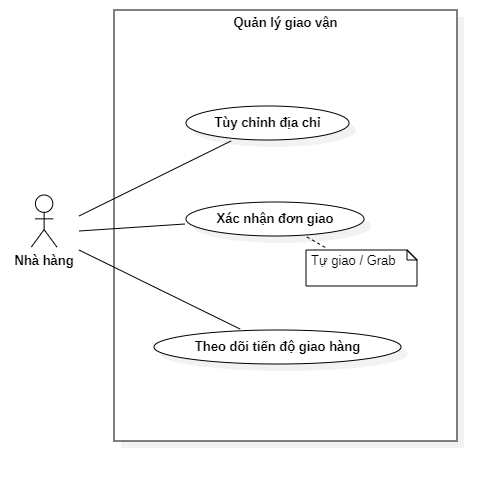 Quản lý giao vận
Tùy chỉnh địa chỉ
Xác nhận đơn giao
Nhà hàng
Tự giao / Grab
Theo dõi tiến độ giao hàng